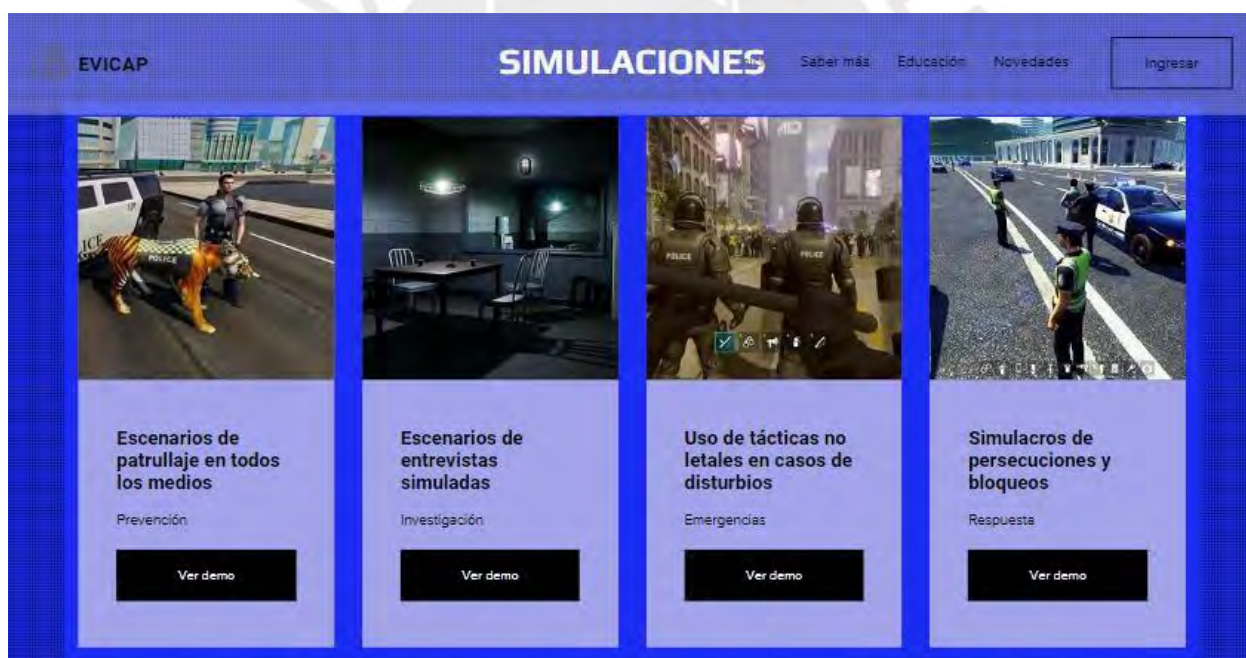 EVICAP
SIMULACIONES
Saber más
Educación
Novedades
Ingresar
POLICE
POLICE
POLICE
Escenarios de
patrullaje en todos
los medios
Prevención
Ver demo
Escenarios de
entrevistas
simuladas
Investigación
Ver demo
Uso de tácticas no
letales en casos de
disturbios
Emergencias
Ver demo
Simulacros de
persecuciones y
bloqueos
Respuesta
Ver demo